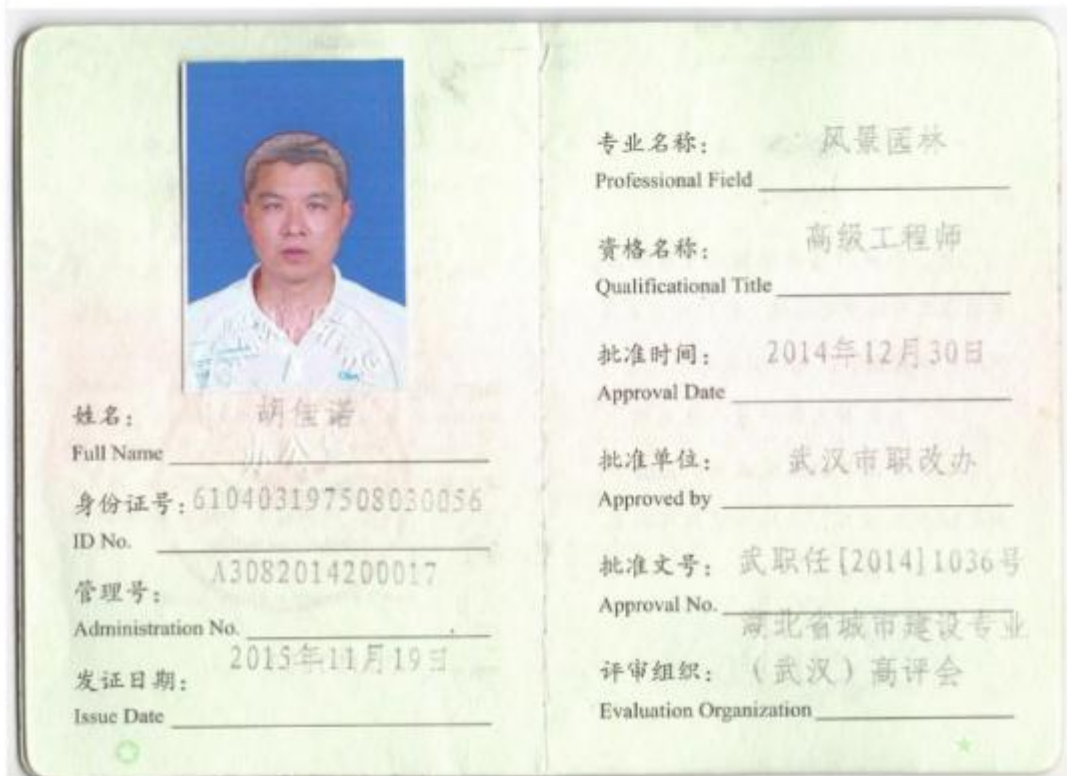 姓名：胡佳诺
Full Name
身份证号：610403197508030056
ID No.
管理号：A3082014200017
Administration No.
发证日期：2015年11月19日
Issue Date
专业名称：风景园林
Professional Field
资格名称：高级工程师
Qualificational Title
批准时间：2014年12月30日
Approval Date
批准单位：武汉市职改办
Approved by
批准文号：武职任[2014]1036号
Approval No.
湖北省城市建设专业
评审组织：（武汉）高评会
Evaluation Organization